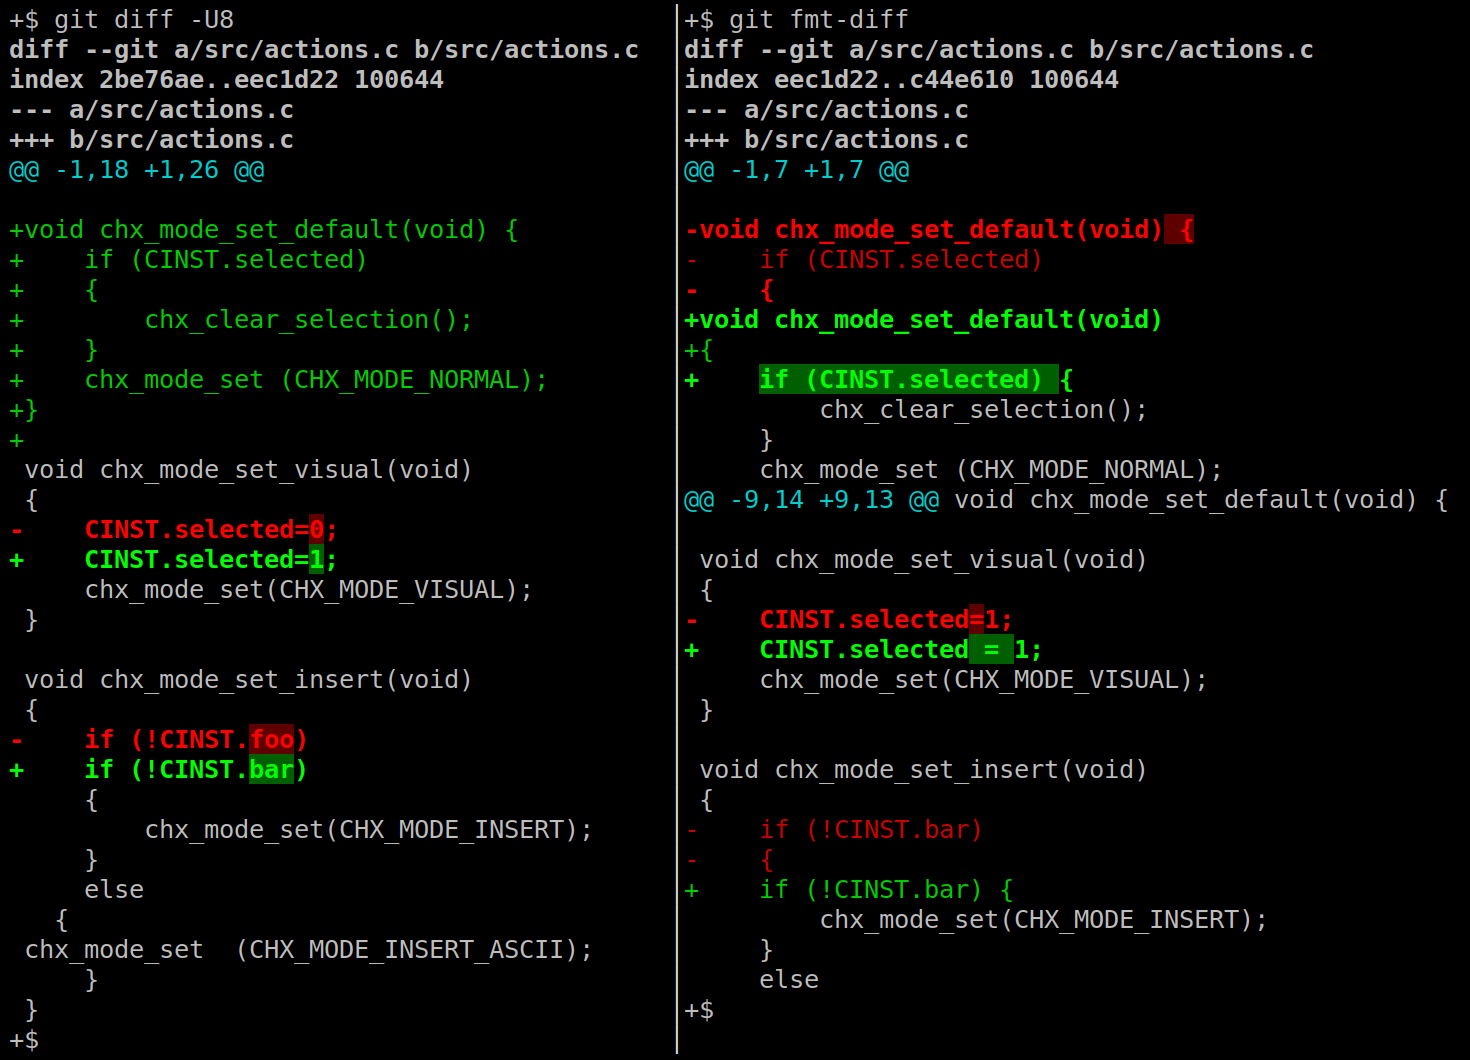 +$ git diff -U8
diff --git a/src/actions.c b/src/actions.c
index 2be76ae..eec1d22 100644
--- a/src/actions.c
+++ b/src/actions.c
@@ -1,18 +1,26 @@

+void chx_mode_set_default(void) {
+    if (CINST.selected)
+    {
+        chx_clear_selection();
+    }
+    chx_mode_set (CHX_MODE_NORMAL);
+}
+
 void chx_mode_set_visual(void)
 {
-    CINST.selected=0;
+    CINST.selected=1;
     chx_mode_set(CHX_MODE_VISUAL);
 }

 void chx_mode_set_insert(void)
 {
-    if (!CINST.foo)
+    if (!CINST.bar)
     {
         chx_mode_set(CHX_MODE_INSERT);
     }
     else
   {
 chx_mode_set  (CHX_MODE_INSERT_ASCII);
     }
 }
+$
+$ git fmt-diff
diff --git a/src/actions.c b/src/actions.c
index eec1d22..c44e610 100644
--- a/src/actions.c
+++ b/src/actions.c
@@ -1,7 +1,7 @@

-void chx_mode_set_default(void) {
-    if (CINST.selected)
-    {
+void chx_mode_set_default(void)
+{
+    if (CINST.selected) {
         chx_clear_selection();
     }
     chx_mode_set (CHX_MODE_NORMAL);
@@ -9,14 +9,13 @@ void chx_mode_set_default(void) {

 void chx_mode_set_visual(void)
 {
-    CINST.selected=1;
+    CINST.selected = 1;
     chx_mode_set(CHX_MODE_VISUAL);
 }

 void chx_mode_set_insert(void)
 {
-    if (!CINST.bar)
-    {
+    if (!CINST.bar) {
         chx_mode_set(CHX_MODE_INSERT);
     }
     else
+$